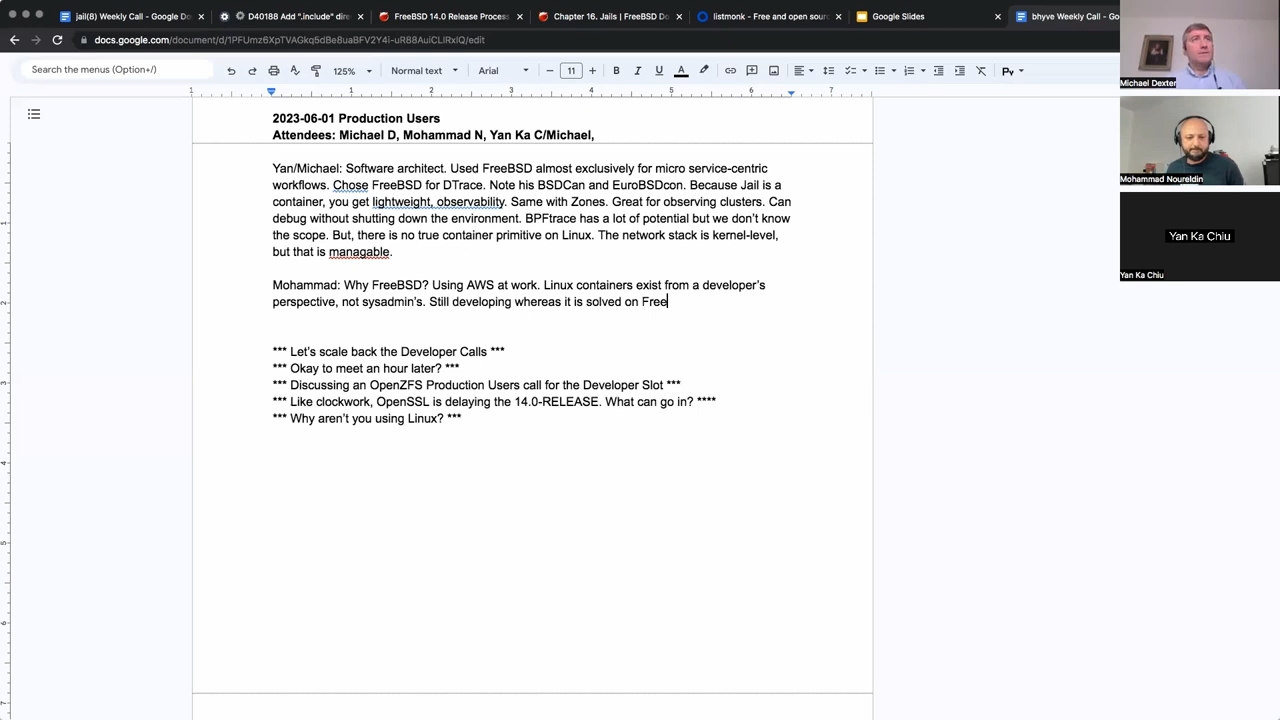 jail(8) Weekly Call - Google Do
D40188 Add ".include" dire
FreeBSD 14.0 Release Process
Chapter 16. Jails | FreeBSD Do
listmonk - Free and open sour
Google Slides
bhyve Weekly Call - Go
Search the menus (Option+/)
125%
Normal text
Arial
11
1 1 2 3 4 5 6 7
Michael Dexter
Mohammad Noureldin
Yan Ka Chiu
Yan Ka Chiu
2023-06-01 Production Users
Attendees: Michael D, Mohammad N, Yan Ka C/Michael,
Yan/Michael: Software architect. Used FreeBSD almost exclusively for micro service-centric
workflows. Chose FreeBSD for DTrace. Note his BSDCan and EuroBSDcon. Because Jail is a
container, you get lightweight, observability. Same with Zones. Great for observing clusters. Can
debug without shutting down the environment. BPFtrace has a lot of potential but we don’t know
the scope. But, there is no true container primitive on Linux. The network stack is kernel-level,
but that is managable.
Mohammad: Why FreeBSD? Using AWS at work. Linux containers exist from a developer’s
perspective, not sysadmin’s. Still developing whereas it is solved on Free
*** Let’s scale back the Developer Calls ***
*** Okay to meet an hour later? ***
*** Discussing an OpenZFS Production Users call for the Developer Slot ***
*** Like clockwork, OpenSSL is delaying the 14.0-RELEASE. What can go in? ****
*** Why aren’t you using Linux? ***